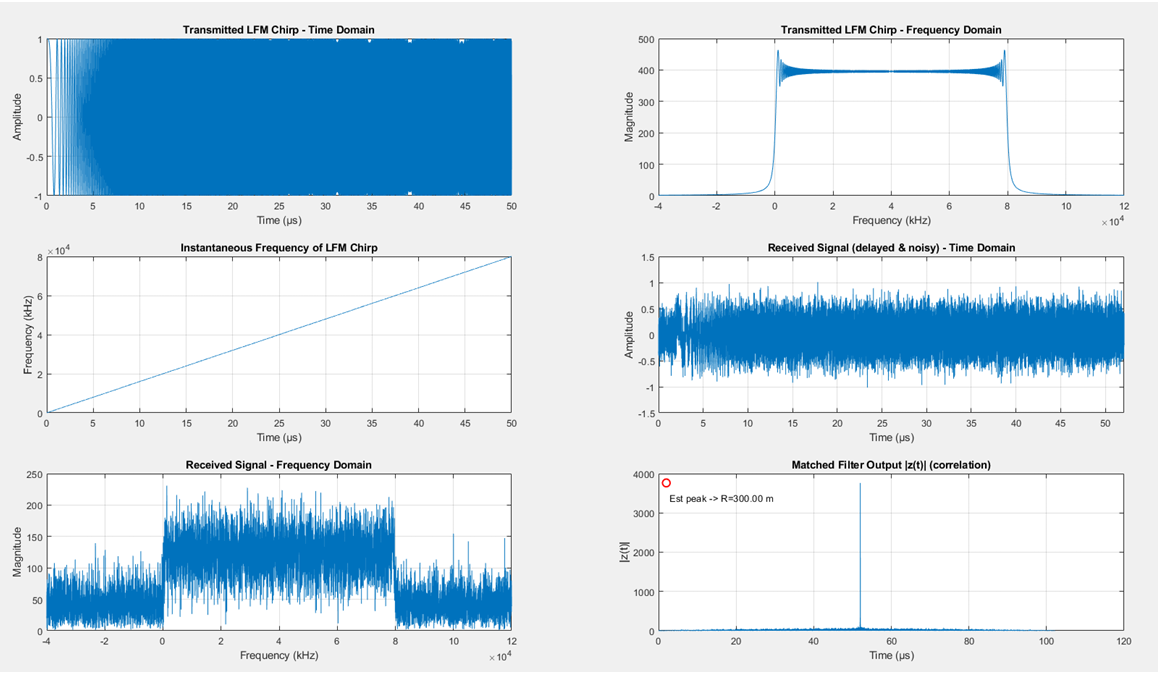 Transmitted LFM Chirp - Time Domain
1
0.5
0
-0.5
-1
Amplitude
0 5 10 15 20 25 30 35 40 45 50
Time (µs)
Transmitted LFM Chirp - Frequency Domain
500
400
300
200
100
0
Magnitude
-4 -2 0 2 4 6 8 10 12
Frequency (kHz)
×10⁴
Instantaneous Frequency of LFM Chirp
×10⁴
8
6
4
2
0
Frequency (kHz)
0 5 10 15 20 25 30 35 40 45 50
Time (µs)
Received Signal (delayed & noisy) - Time Domain
1.5
1
0.5
0
-0.5
-1
-1.5
Amplitude
0 5 10 15 20 25 30 35 40 45 50
Time (µs)
Received Signal - Frequency Domain
250
200
150
100
50
0
Magnitude
-4 -2 0 2 4 6 8 10 12
Frequency (kHz)
×10⁴
Matched Filter Output |z(t)| (correlation)
4000
3000
2000
1000
0
|z(t)|
Est peak -> R=300.00 m
0 20 40 60 80 100 120
Time (µs)